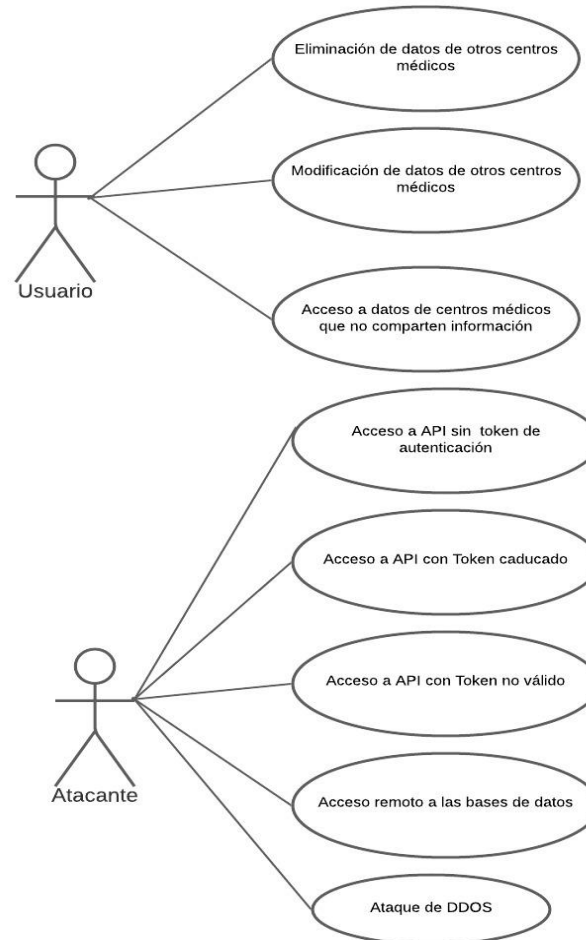 Eliminación de datos de otros centros
médicos
Modificación de datos de otros centros
médicos
Usuario
Acceso a datos de centros médicos
que no comparten información
Acceso a API sin token de
autenticación
Acceso a API con Token caducado
Acceso a API con Token no válido
Atacante
Acceso remoto a las bases de datos
Ataque de DDOS